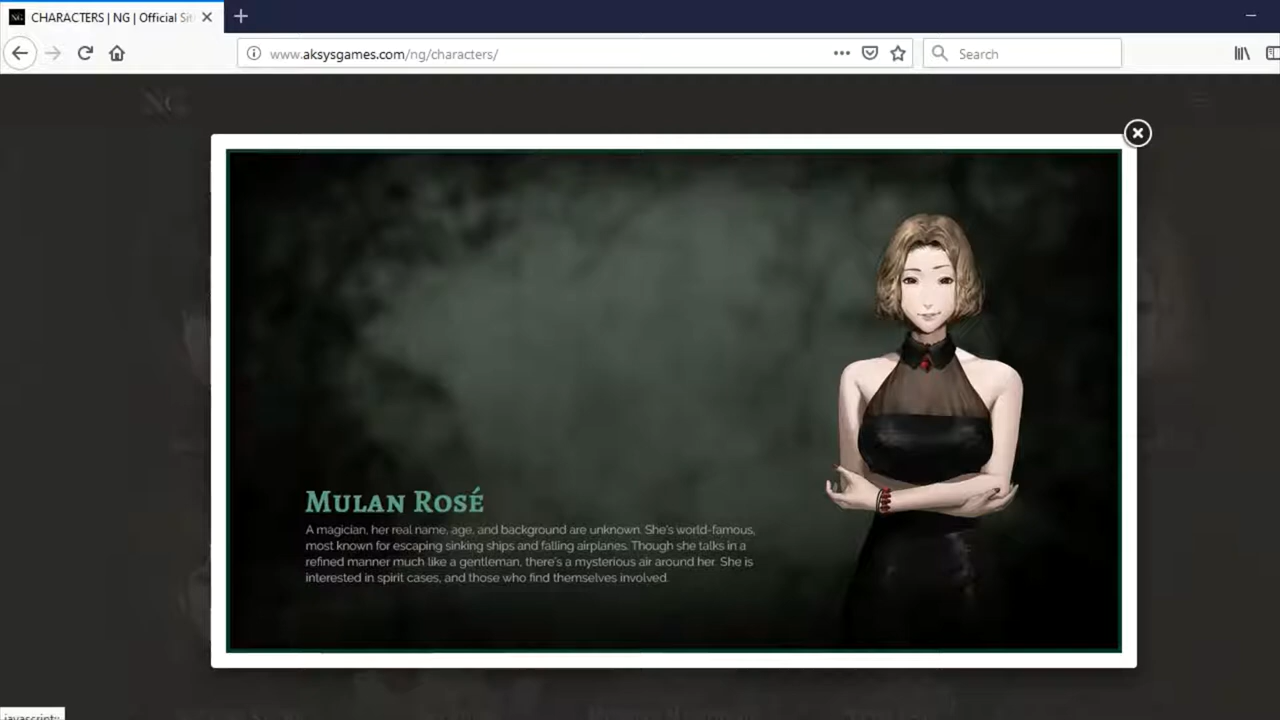 CHARACTERS | NG | Official Sit
www.aksysgames.com/ng/characters/
Search
NG
MULAN ROSÉ
A magician, her real name, age, and background are unknown. She's world-famous,
most known for escaping sinking ships and falling airplanes. Though she talks in a
refined manner much like a gentleman, there's a mysterious air around her. She is
interested in spirit cases, and those who find themselves involved.
javascript:;